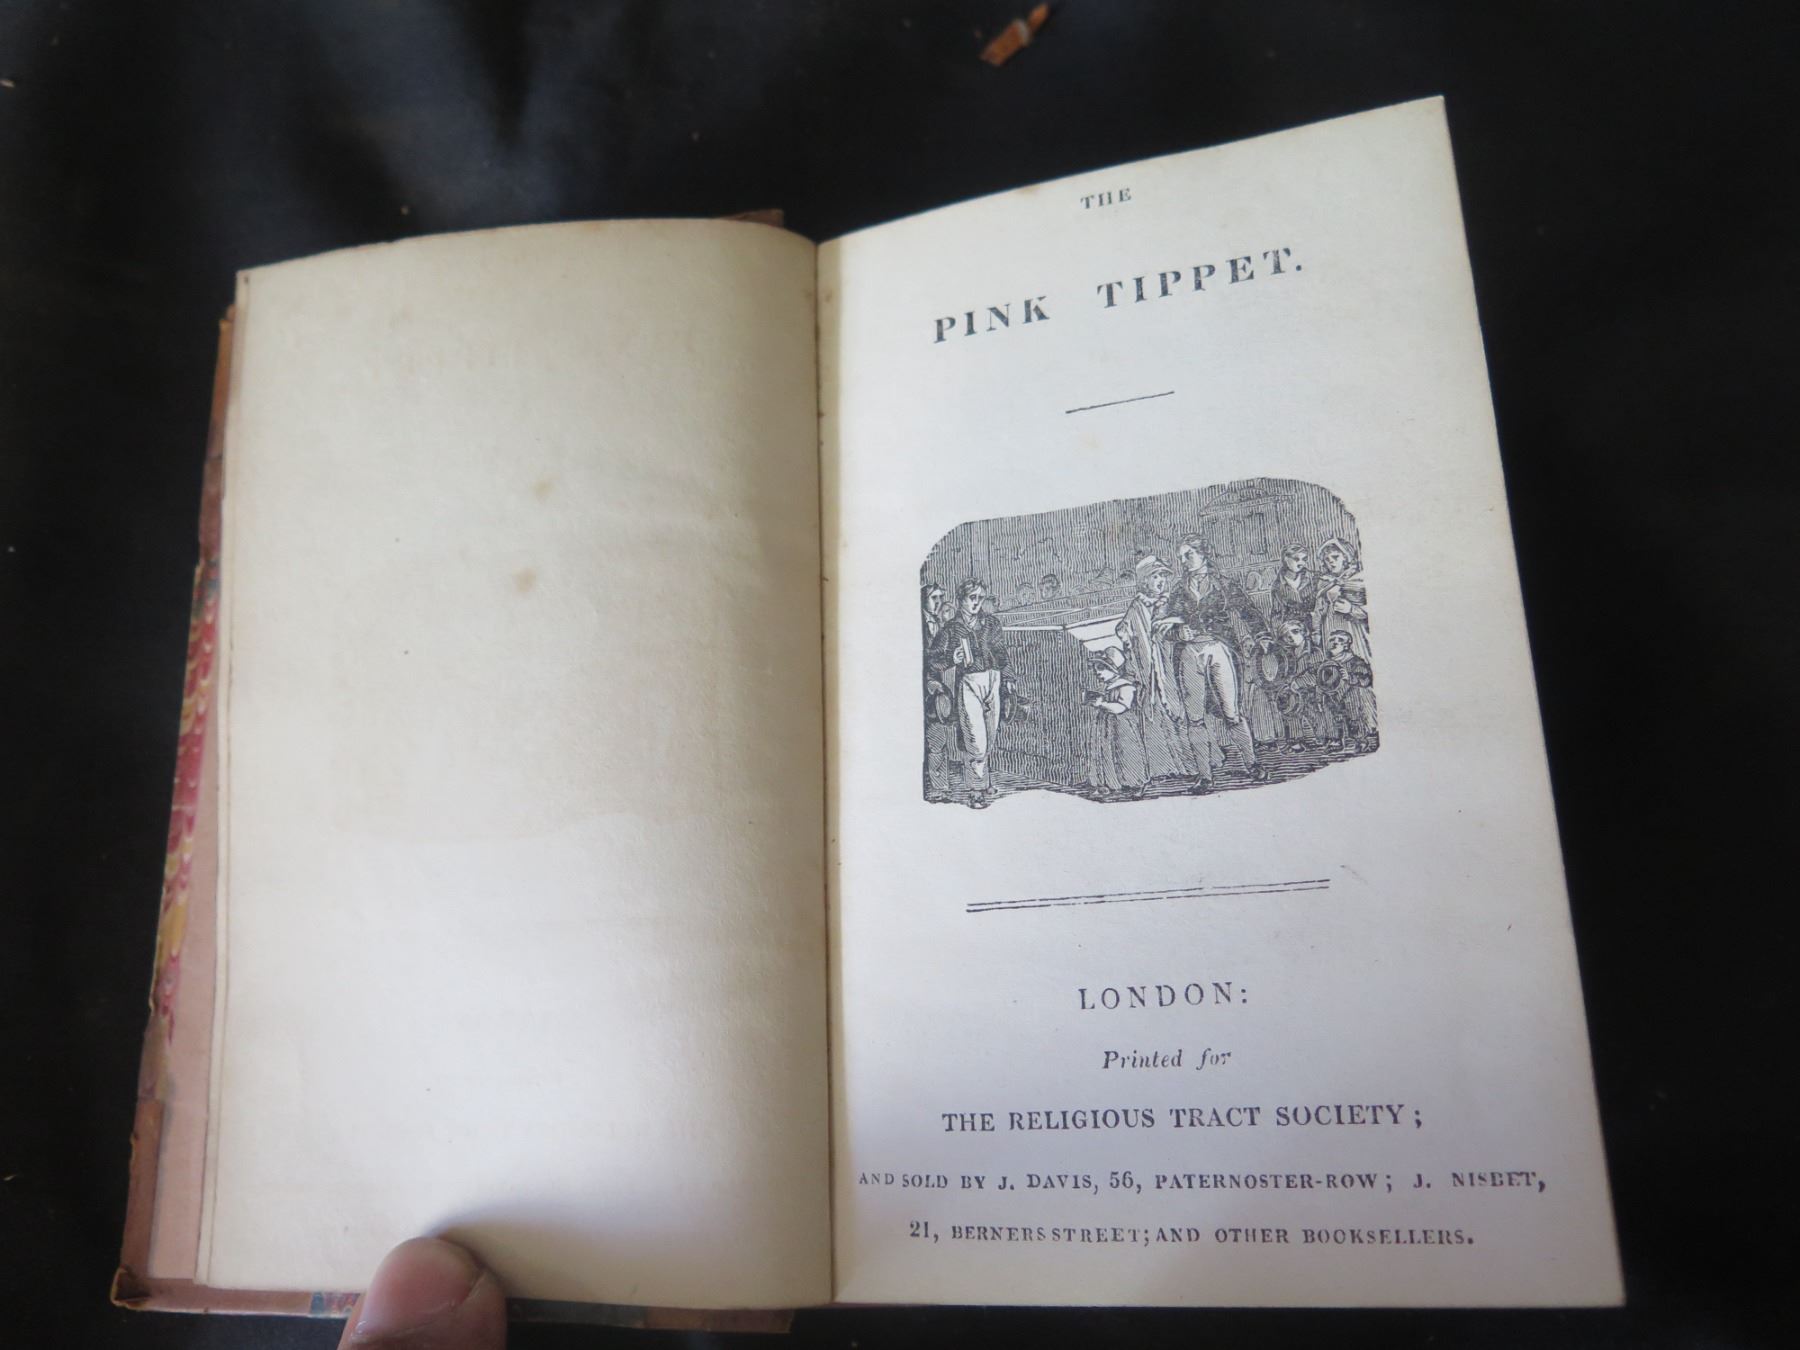 THE
PINK TIPPET.
LONDON:
Printed for
THE RELIGIOUS TRACT SOCIETY;
AND SOLD BY J. DAVIS, 56, PATERNOSTER-ROW; J. NISBET,
21, BERNERS STREET; AND OTHER BOOKSELLERS.